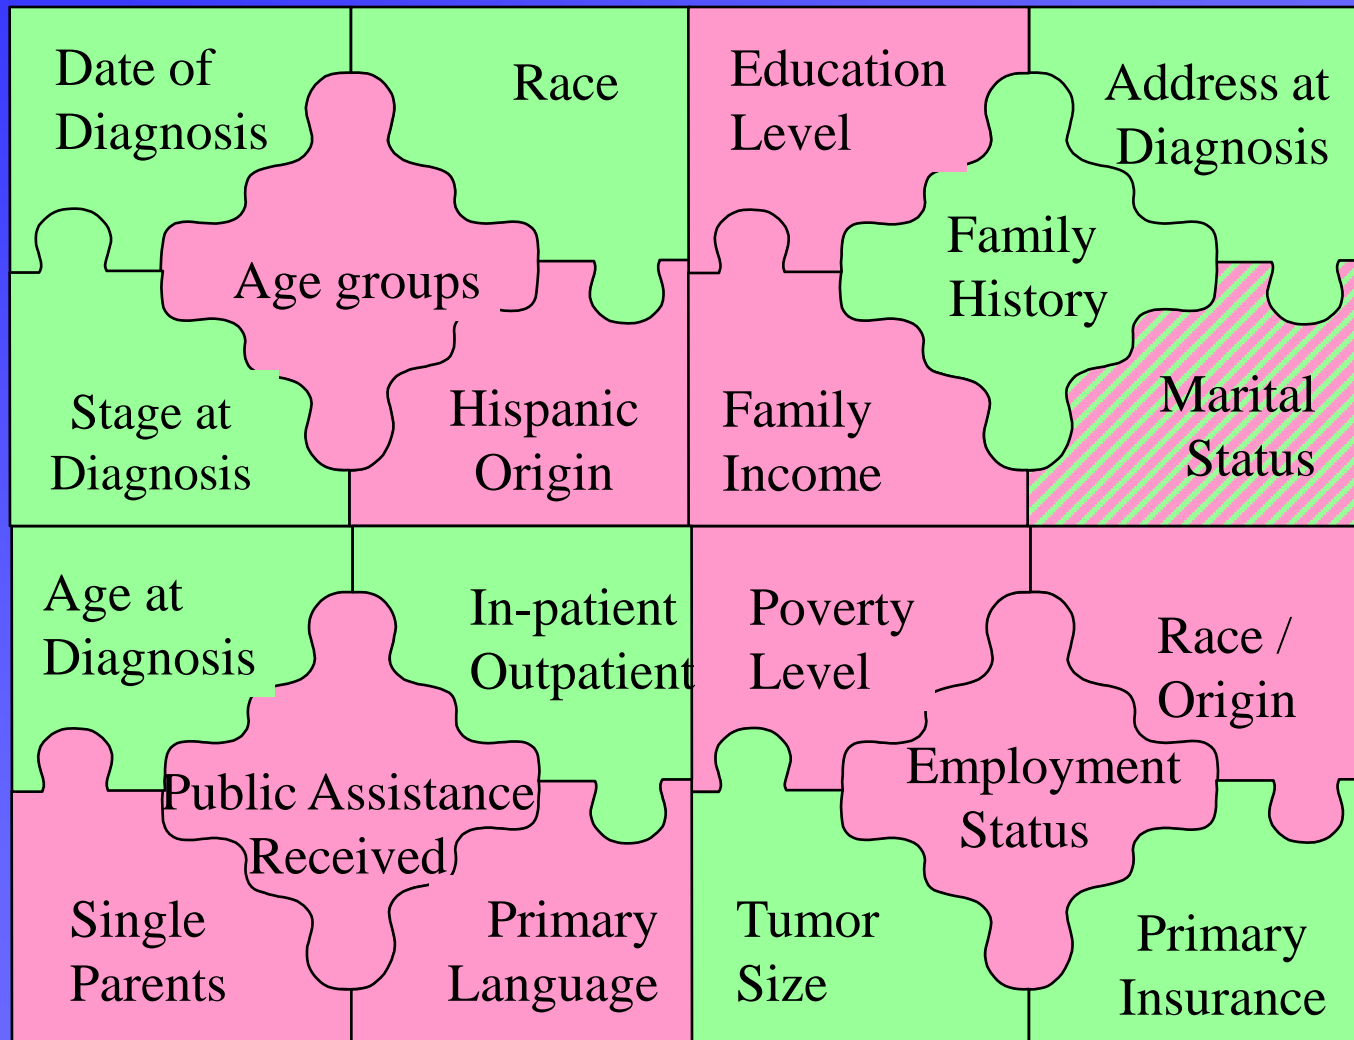 Date of
Diagnosis
Race
Age groups
Stage at
Diagnosis
Hispanic
Origin
Education
Level
Address at
Diagnosis
Family
History
Family
Income
Marital
Status
Age at
Diagnosis
In-patient
Outpatient
Public Assistance
Received
Single
Parents
Primary
Language
Poverty
Level
Race /
Origin
Employment
Status
Tumor
Size
Primary
Insurance